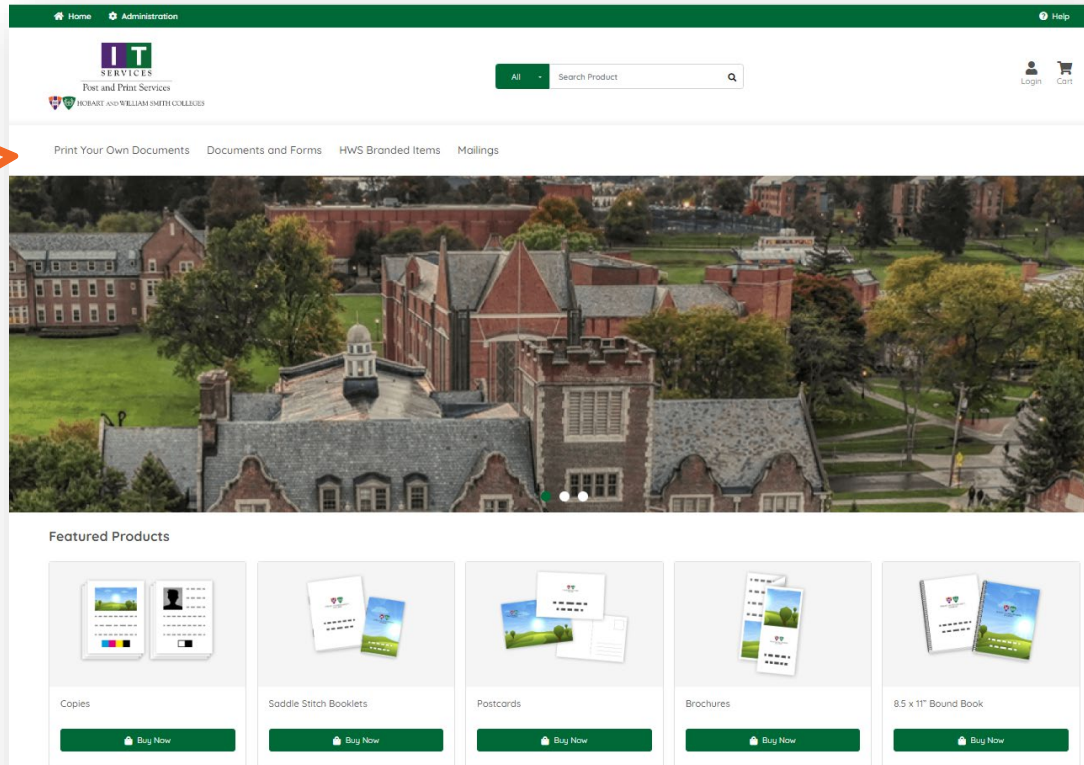 Home Administration Help
IT
SERVICES
Post and Print Services
HOBART AND WILLIAM SMITH COLLEGES
All Search Product
Login Cart
Print Your Own Documents Documents and Forms HWS Branded Items Mailings
Featured Products
Copies Saddle Stitch Booklets Postcards Brochures 8.5 x 11" Bound Book
Buy Now Buy Now Buy Now Buy Now Buy Now